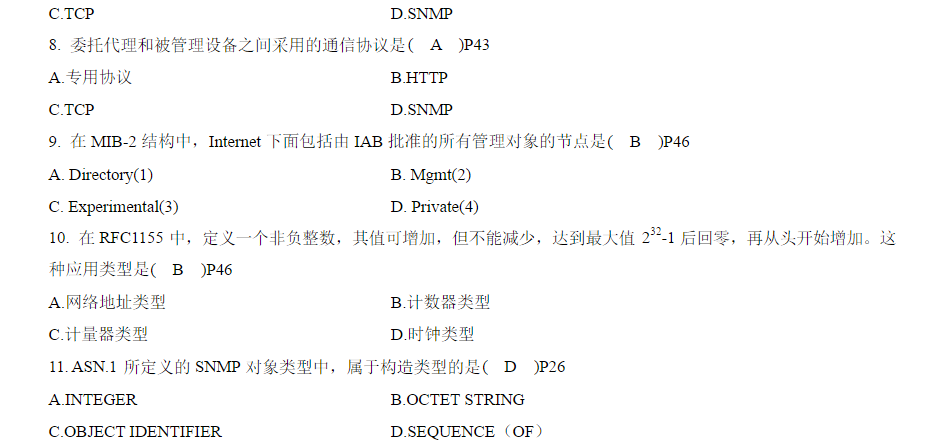 C.TCP D.SNMP
8. 委托代理和被管理设备之间采用的通信协议是( A )P43
A.专用协议 B.HTTP
C.TCP D.SNMP
9. 在 MIB-2 结构中，Internet 下面包括由 IAB 批准的所有管理对象的节点是( B )P46
A. Directory(1) B. Mgmt(2)
C. Experimental(3) D. Private(4)
10. 在 RFC1155 中，定义一个非负整数，其值可增加，但不能减少，达到最大值 2³²-1 后回零，再从头开始增加。这
种应用类型是( B )P46
A.网络地址类型 B.计数器类型
C.计量器类型 D.时钟类型
11. ASN.1 所定义的 SNMP 对象类型中，属于构造类型的是( D )P26
A.INTEGER B.OCTET STRING
C.OBJECT IDENTIFIER D.SEQUENCE（OF）